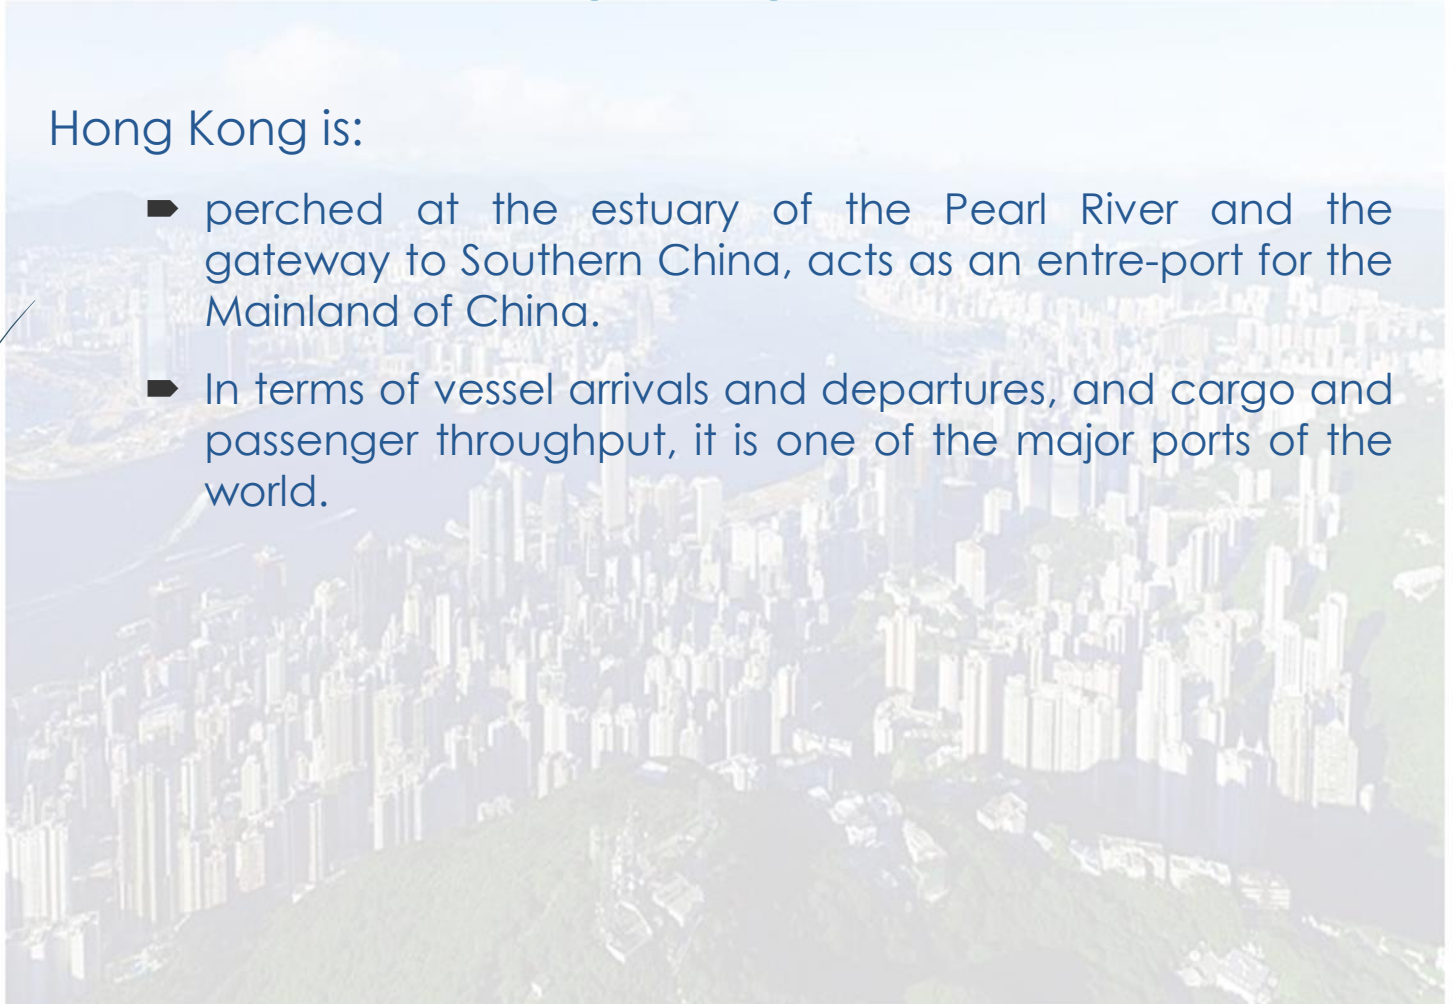 Hong Kong is:
perched at the estuary of the Pearl River and the
gateway to Southern China, acts as an entre-port for the
Mainland of China.
In terms of vessel arrivals and departures, and cargo and
passenger throughput, it is one of the major ports of the
world.